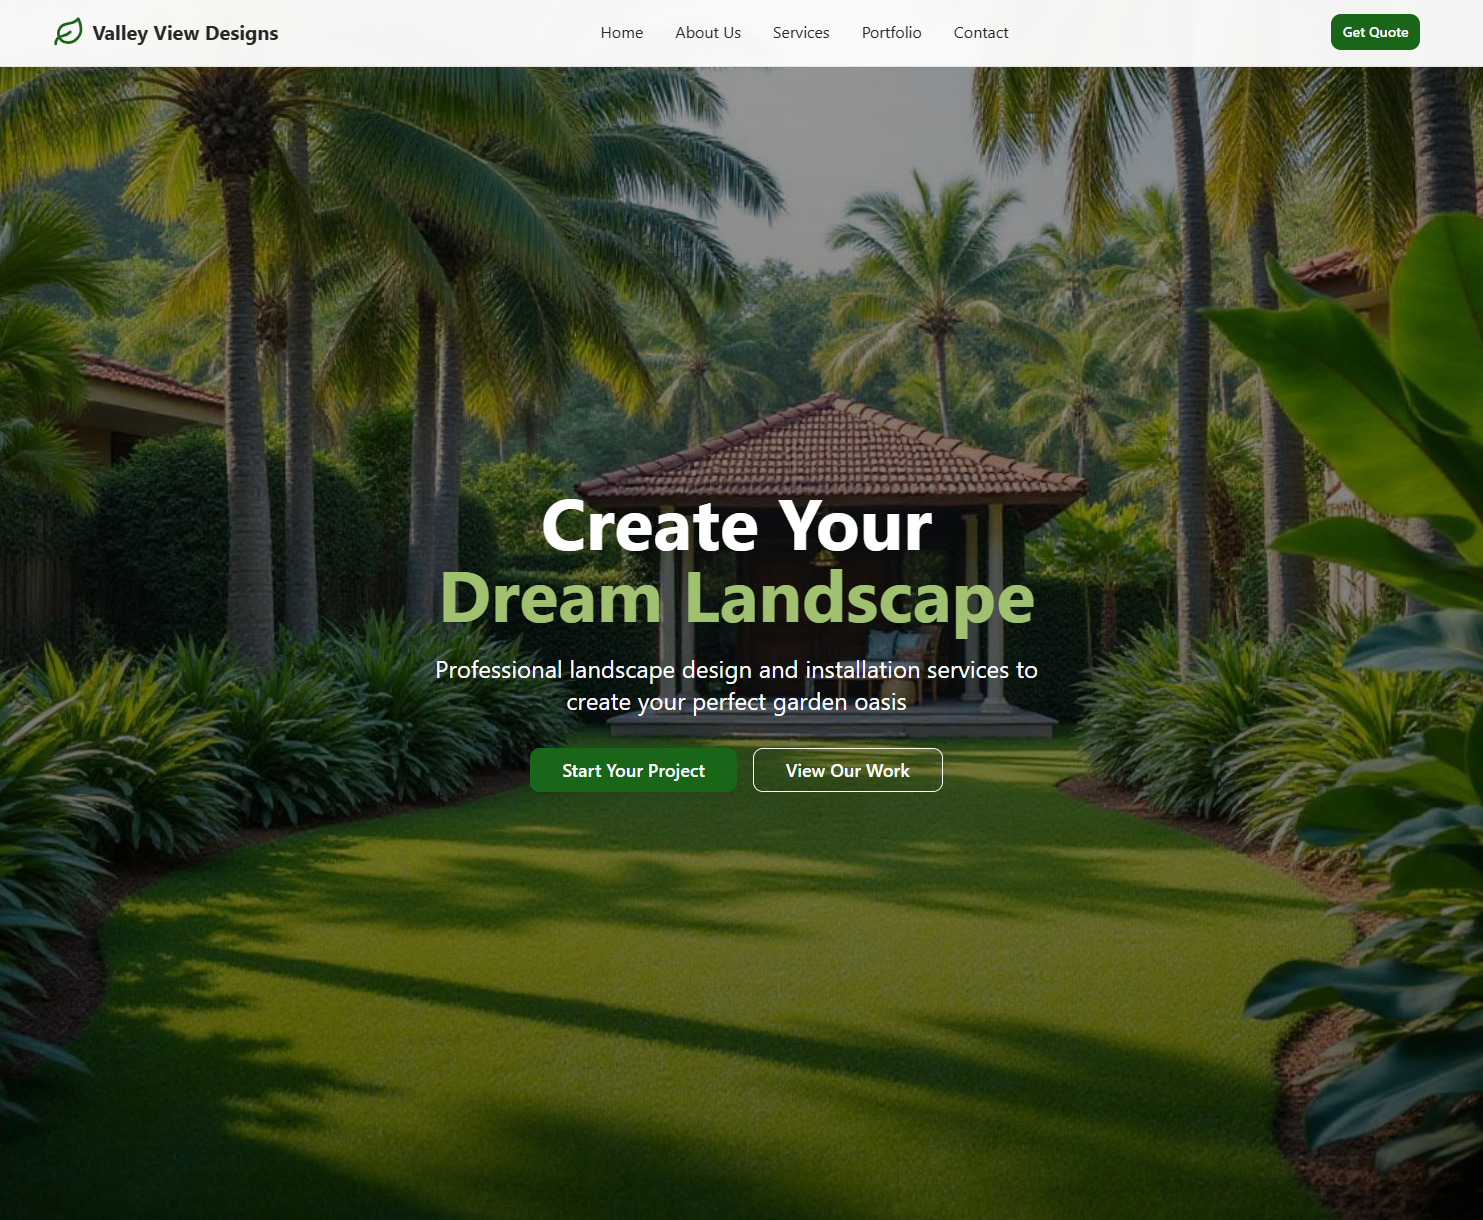 Valley View Designs
Home
About Us
Services
Portfolio
Contact
Get Quote
Create Your
Dream Landscape
Professional landscape design and installation services to
create your perfect garden oasis
Start Your Project
View Our Work